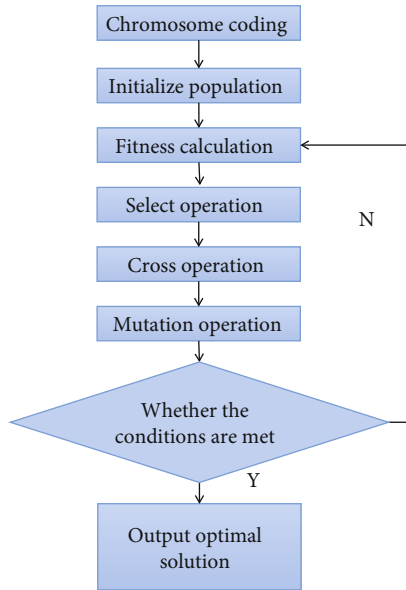 Chromosome coding
Initialize population
Fitness calculation
Select operation
N
Cross operation
Mutation operation
Whether the
conditions are met
Y
Output optimal
solution